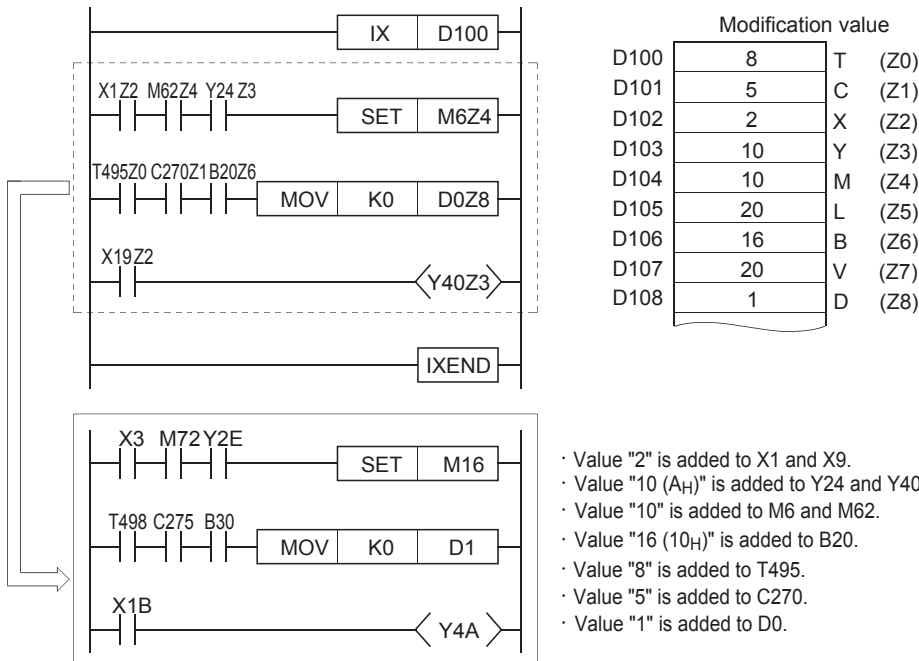 IX D100
X1Z2 M62Z4 Y24 Z3
SET M6Z4
T495Z0 C270Z1 B20Z6
MOV K0 D0Z8
X19Z2
Y40Z3
IXEND
Modification value
D100 8 T (Z0)
D101 5 C (Z1)
D102 2 X (Z2)
D103 10 Y (Z3)
D104 10 M (Z4)
D105 20 L (Z5)
D106 16 B (Z6)
D107 20 V (Z7)
D108 1 D (Z8)
X3 M72 Y2E
SET M16
T498 C275 B30
MOV K0 D1
X1B
Y4A
· Value "2" is added to X1 and X9.
· Value "10 (AH)" is added to Y24 and Y40
· Value "10" is added to M6 and M62.
· Value "16 (10H)" is added to B20.
· Value "8" is added to T495.
· Value "5" is added to C270.
· Value "1" is added to D0.